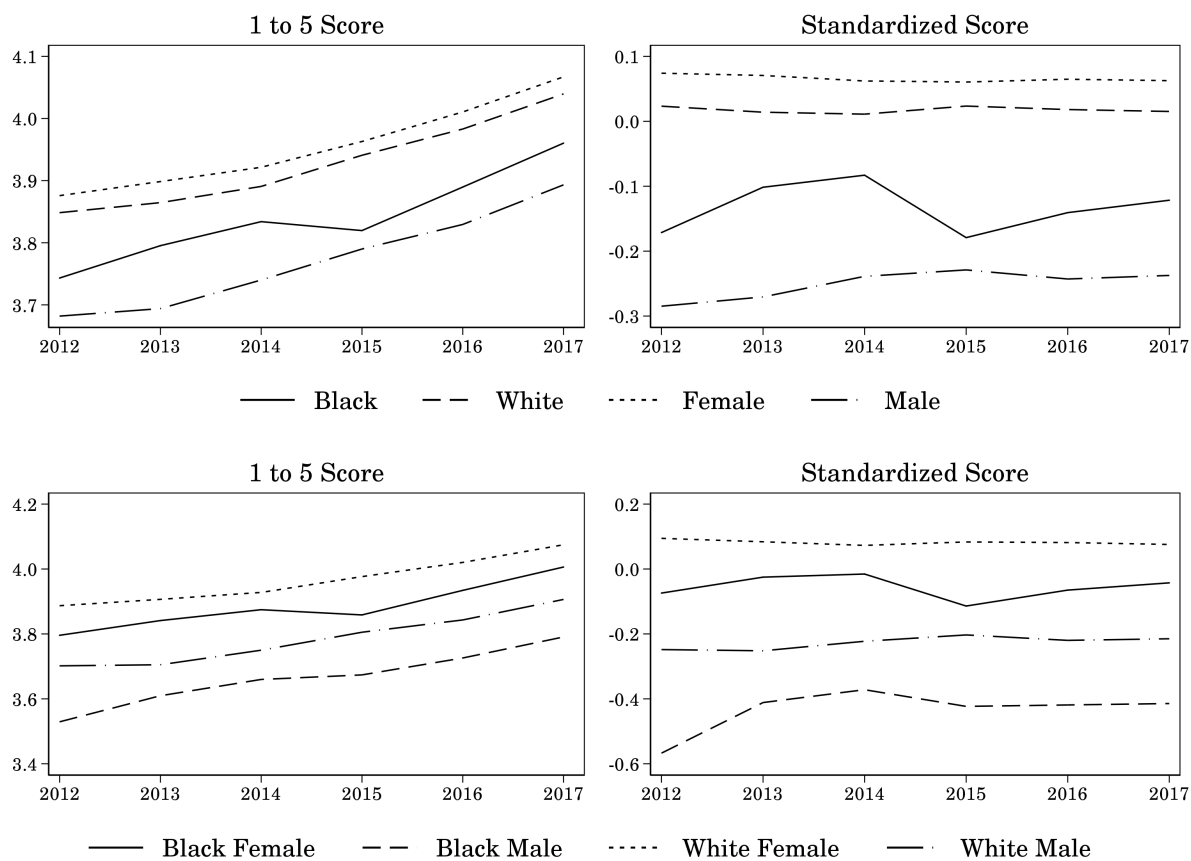 1 to 5 Score
4.1
4.0
3.9
3.8
3.7
2012 2013 2014 2015 2016 2017
Standardized Score
0.1
0.0
-0.1
-0.2
-0.3
2012 2013 2014 2015 2016 2017
Black White Female Male
1 to 5 Score
4.2
4.0
3.8
3.6
3.4
2012 2013 2014 2015 2016 2017
Standardized Score
0.2
0.0
-0.2
-0.4
-0.6
2012 2013 2014 2015 2016 2017
Black Female Black Male White Female White Male